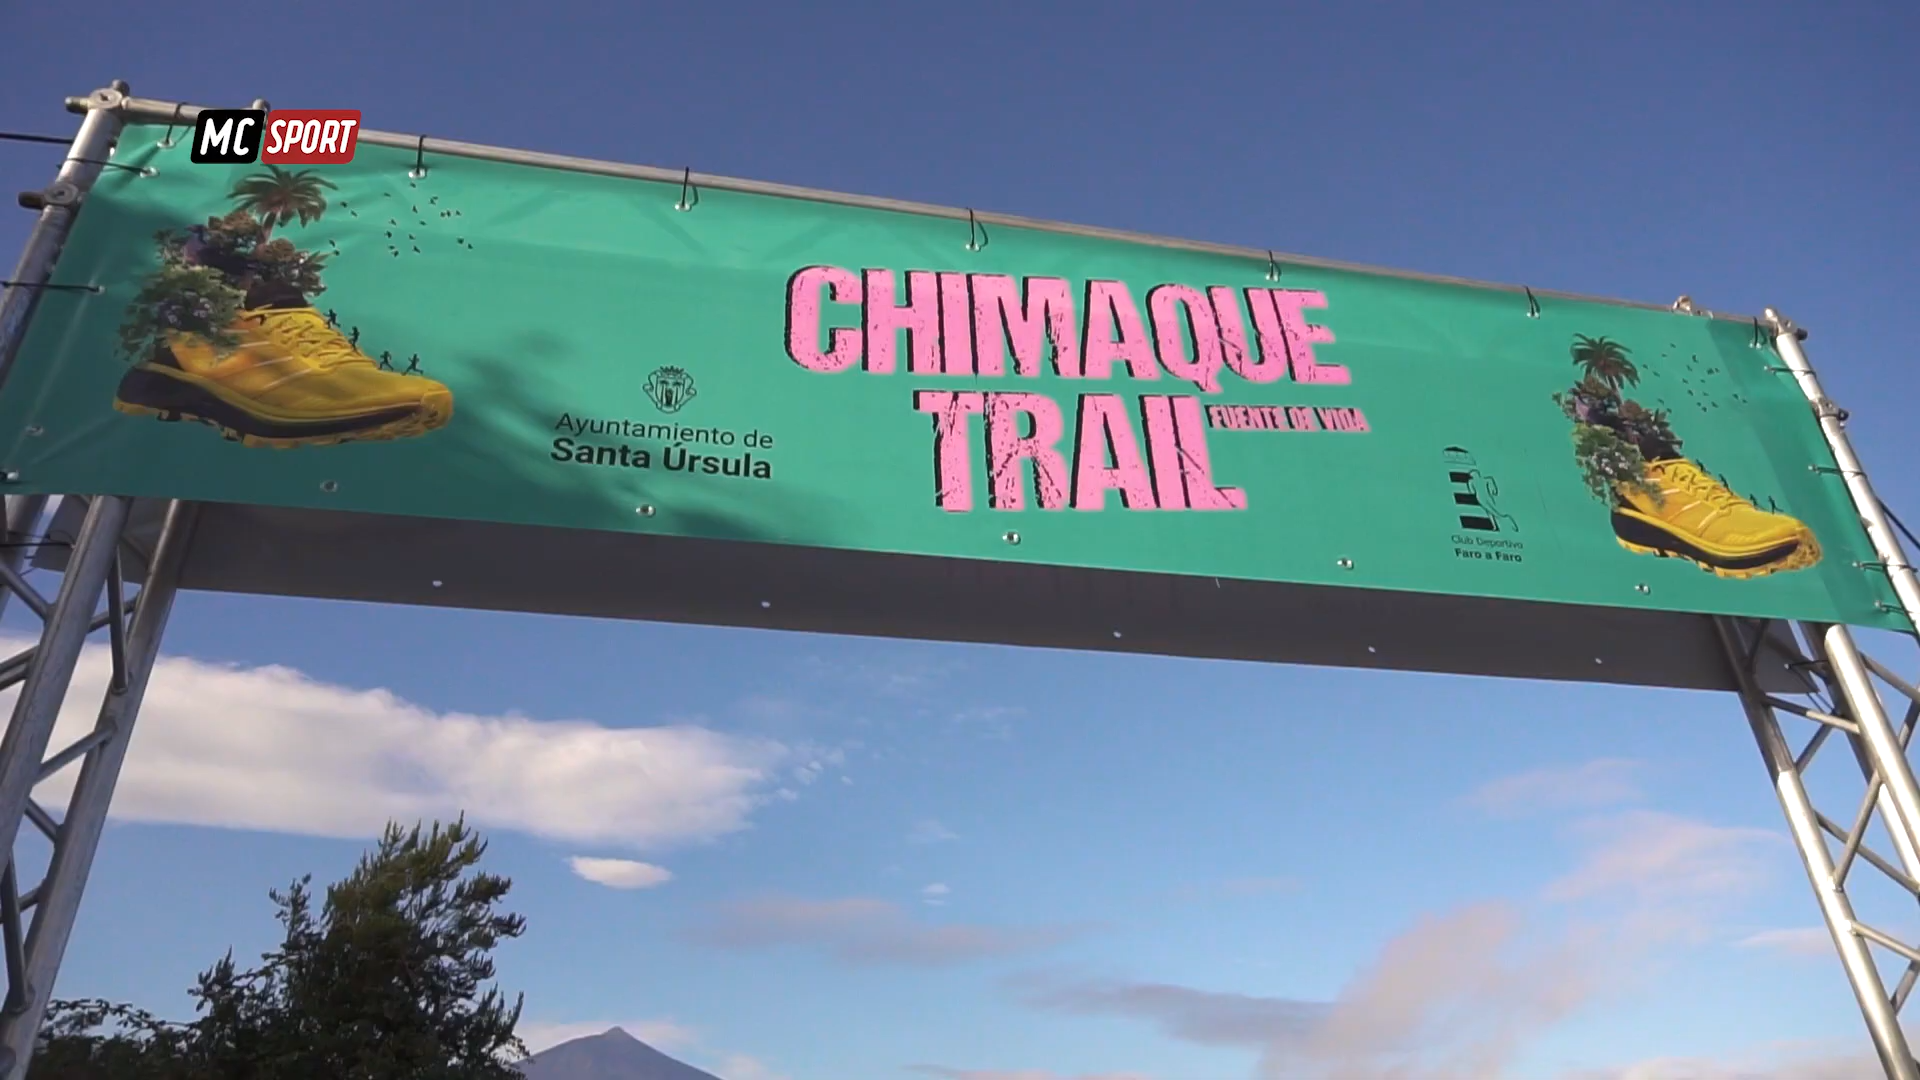 MC SPORT
CHIMAQUE
TRAIL
FUENTE DE VIDA
Ayuntamiento de
Santa Úrsula
Club Deportivo
Faro a Faro